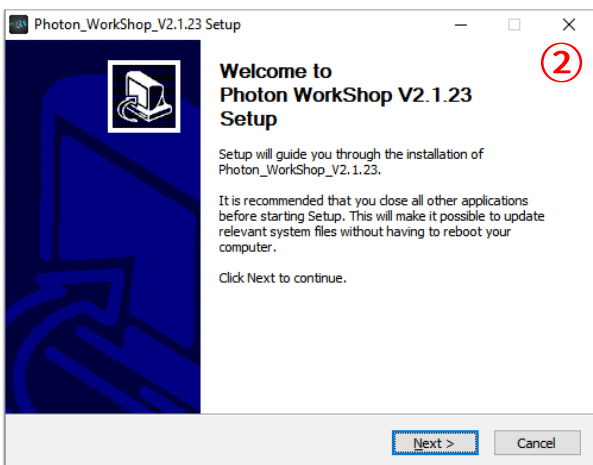 Photon_WorkShop_V2.1.23 Setup
②
Welcome to
Photon WorkShop V2.1.23
Setup
Setup will guide you through the installation of
Photon_WorkShop_V2.1.23.
It is recommended that you close all other applications
before starting Setup. This will make it possible to update
relevant system files without having to reboot your
computer.
Click Next to continue.
Next >
Cancel